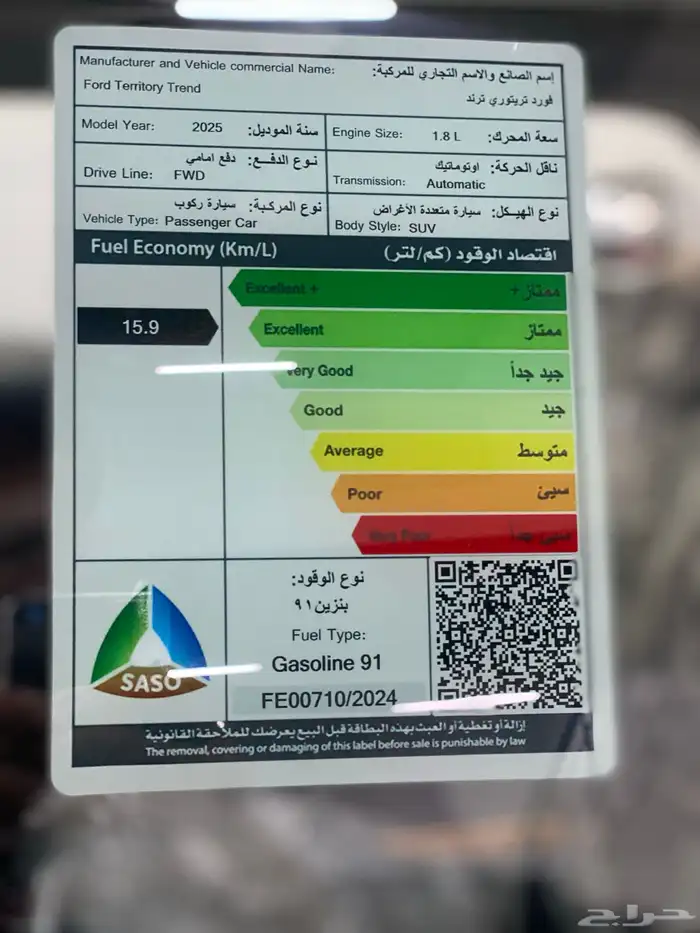 Manufacturer and Vehicle commercial Name: إسم الصانع والاسم التجاري للمركبة:
Ford Territory Trend فورد تريتوري ترند
Model Year: 2025 سنة الموديل:
Engine Size: 1.8 L سعة المحرك:
نوع الدفع: دفع امامي
Drive Line: FWD
ناقل الحركة: اوتوماتيك
Transmission: Automatic
نوع المركبة: سيارة ركوب
Vehicle Type: Passenger Car
نوع الهيكل: سيارة متعددة الأغراض
Body Style: SUV
Fuel Economy (Km/L) اقتصاد الوقود (كم/لتر)
Excellent + ممتاز +
15.9
Excellent ممتاز
Very Good جيد جداً
Good جيد
Average متوسط
Poor سيئ
Very Poor سيئ جداً
نوع الوقود:
بنزين ٩١
Fuel Type:
Gasoline 91
FE00710/2024
SASO
إزالة أو تغطية أو العبث بهذه البطاقة قبل البيع يعرضك للملاحقة القانونية
The removal, covering or damaging of this label before sale is punishable by law
حراج